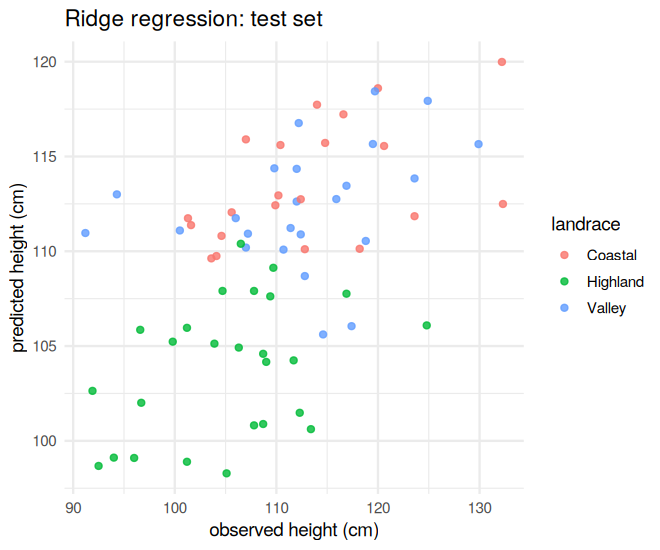 Ridge regression: test set
120
115
110
105
100
90 100 110 120 130
observed height (cm)
predicted height (cm)
landrace
Coastal
Highland
Valley